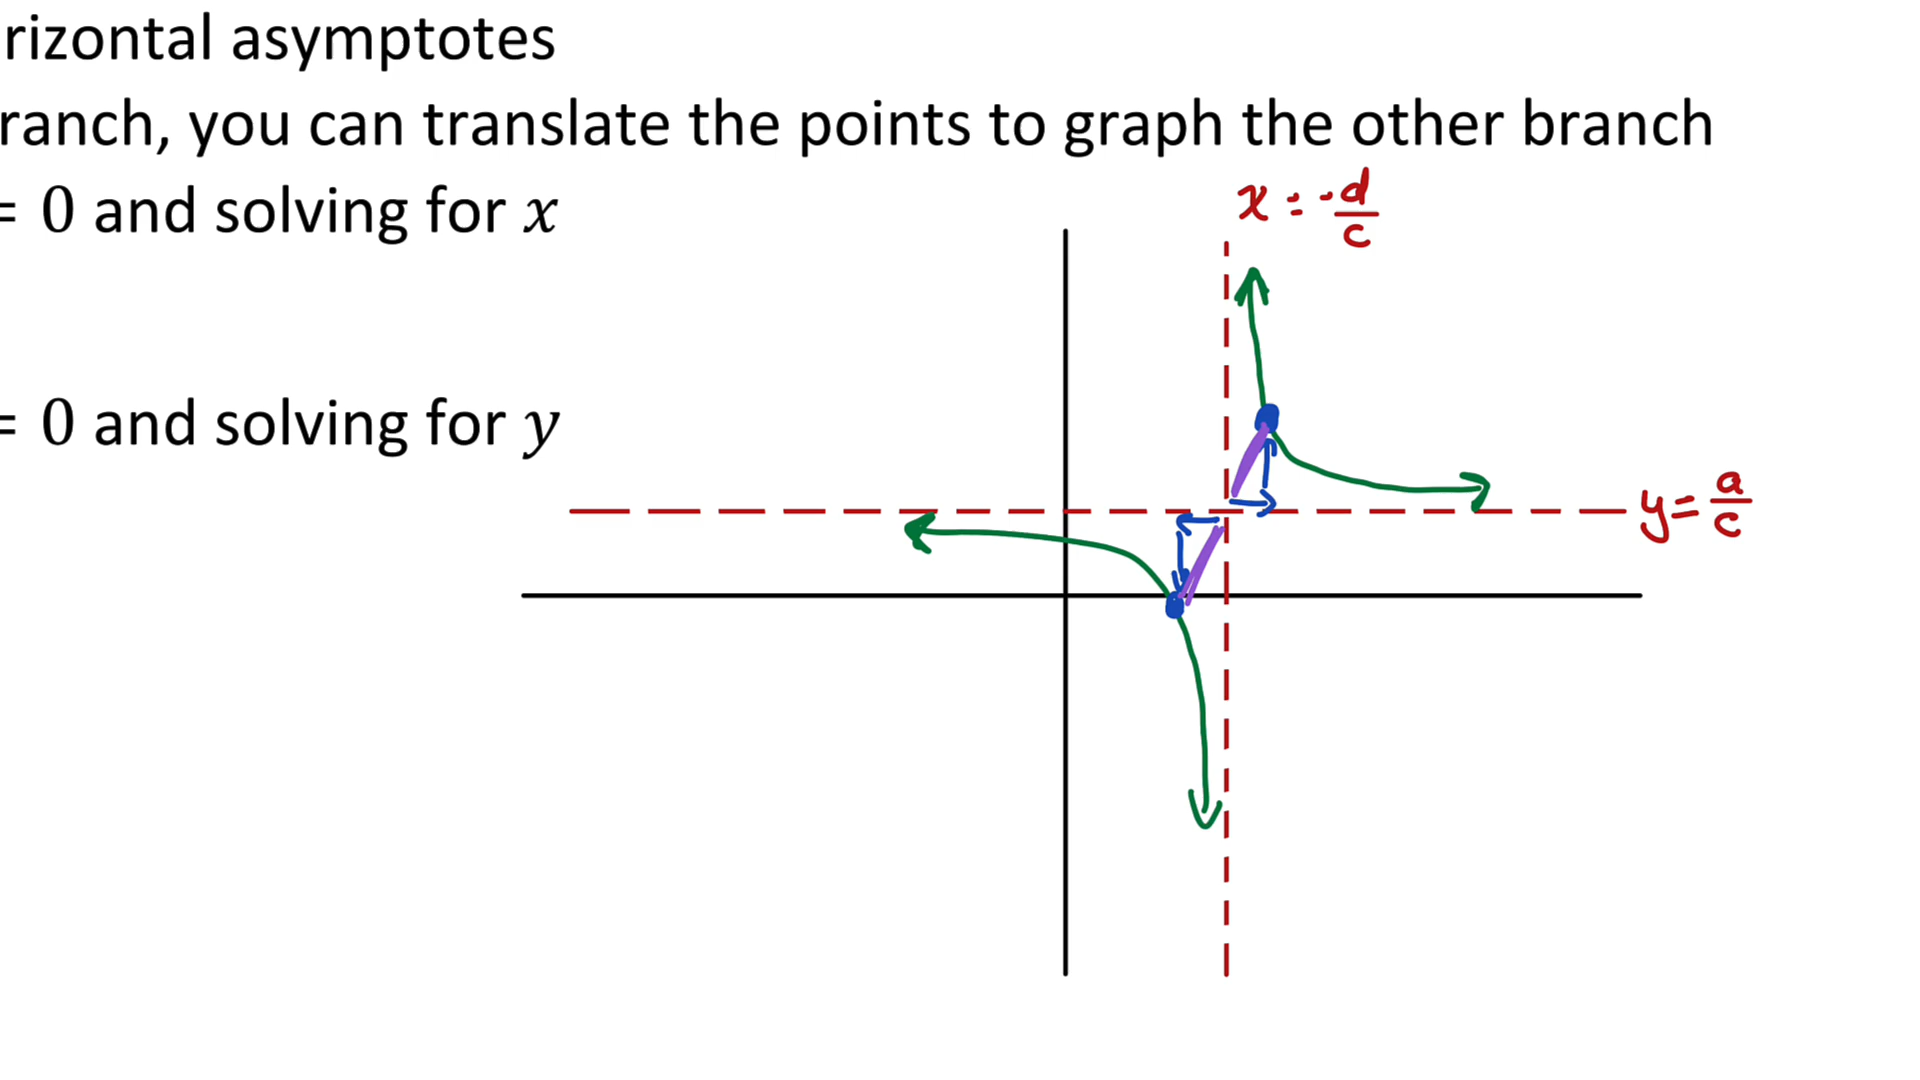 rizontal asymptotes
ranch, you can translate the points to graph the other branch
= 0 and solving for x
x = -d/c
= 0 and solving for y
y = a/c